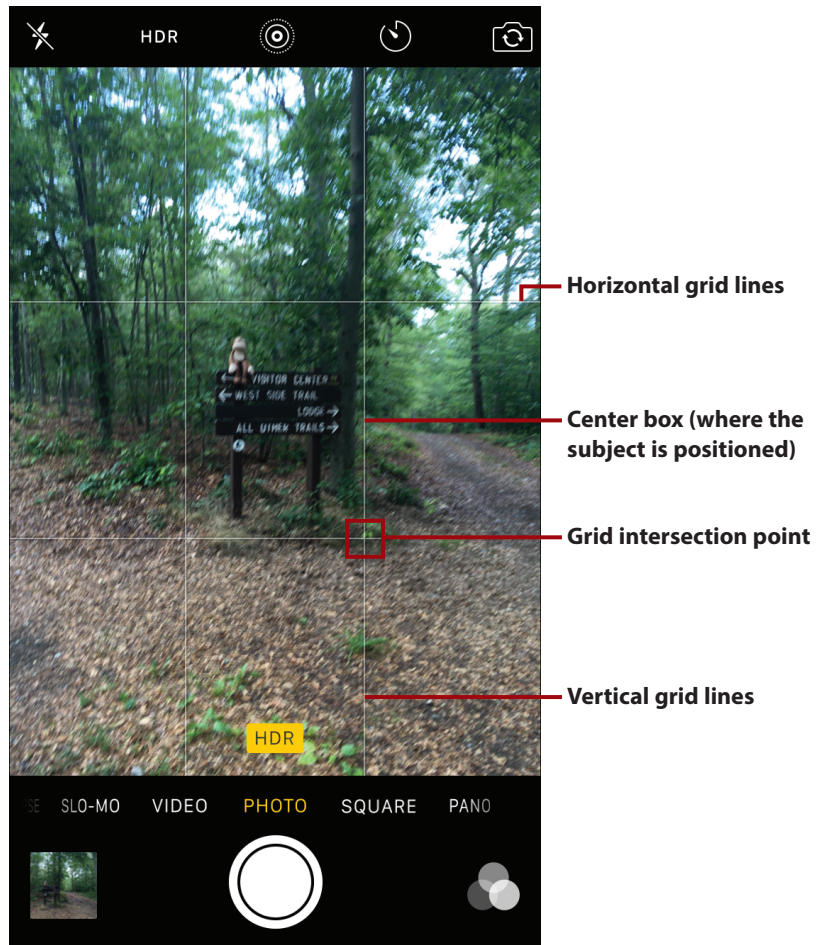 HDR
Horizontal grid lines
← VISITOR CENTER
← WEST SIDE TRAIL
LODGE →
ALL OTHER TRAILS →
Center box (where the
subject is positioned)
Grid intersection point
Vertical grid lines
HDR
SLO-MO VIDEO PHOTO SQUARE PANO